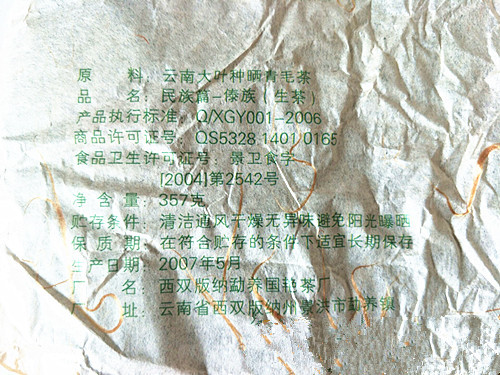 原 料：云南大叶种晒青毛茶
品 名：民族篇-傣族（生茶）
产品执行标准：Q/XGY001-2006
商品许可证号：QS5328 1401 0165
食品卫生许可证号：景卫食字
[2004]第2542号
净 含 量：357克
贮存条件：清洁通风干燥无异味避免阳光曝晒
保 质 期：在符合贮存的条件下适宜长期保存
生产日期：2007年5月
厂 名：西双版纳勐养国艳茶厂
厂 址：云南省西双版纳州景洪市勐养镇